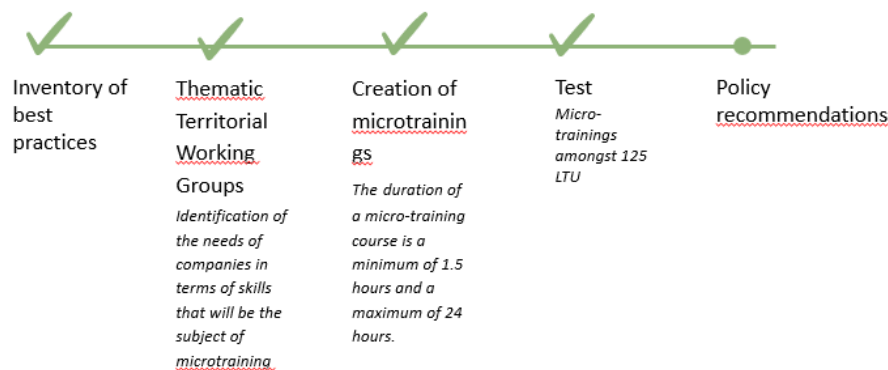 Inventory of
best
practices
Thematic
Territorial
Working
Groups
Identification of
the needs of
companies in
terms of skills
that will be the
subject of
microtraining
Creation of
microtrainin
gs
The duration of
a micro-training
course is a
minimum of 1.5
hours and a
maximum of 24
hours.
Test
Micro-
trainings
amongst 125
LTU
Policy
recommendations